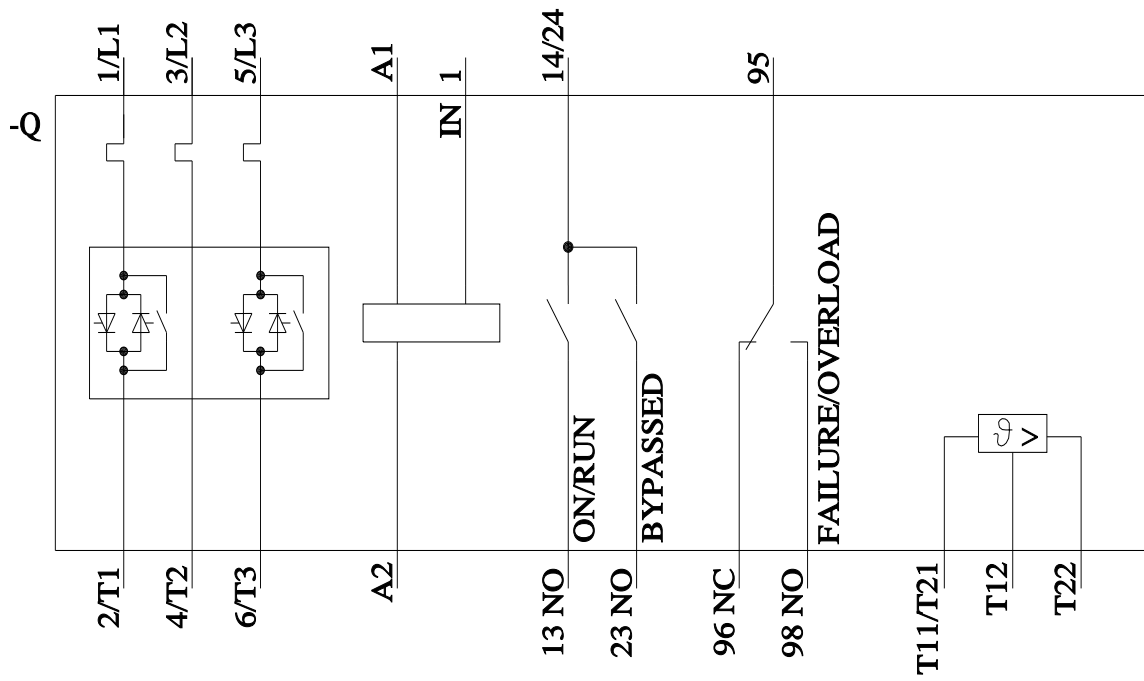 1/L1
3/L2
5/L3
A1
1
14/24
95
-Q
IN
ON/RUN
BYPASSED
FAILURE/OVERLOAD
ϑ >
2/T1
4/T2
6/T3
A2
13 NO
23 NO
96 NC
98 NO
T11/T21
T12
T22